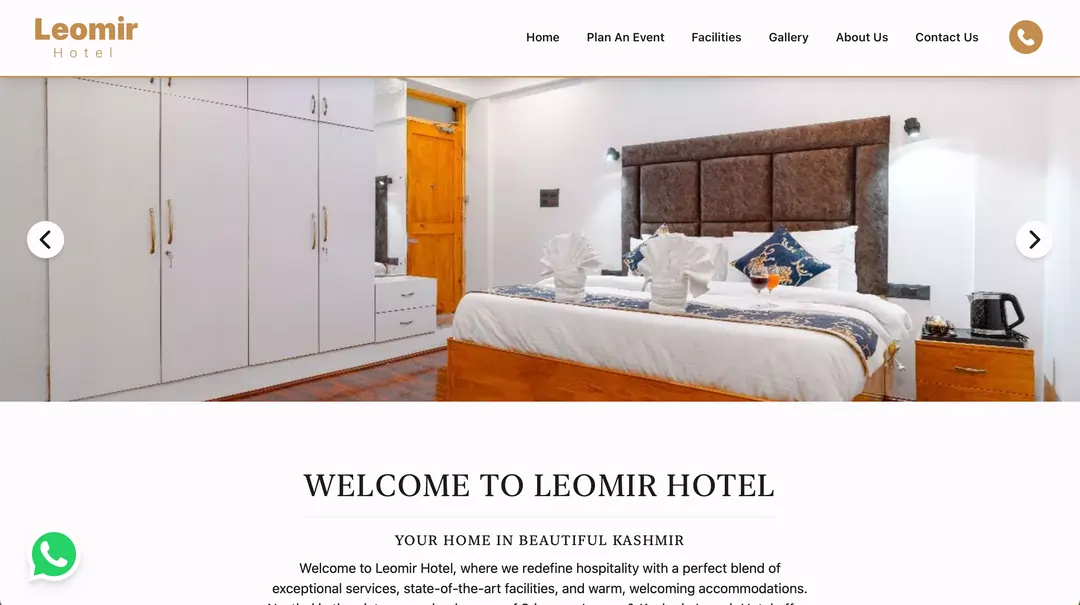 Leomir
Hotel
Home
Plan An Event
Facilities
Gallery
About Us
Contact Us
WELCOME TO LEOMIR HOTEL
YOUR HOME IN BEAUTIFUL KASHMIR
Welcome to Leomir Hotel, where we redefine hospitality with a perfect blend of
exceptional services, state-of-the-art facilities, and warm, welcoming accommodations.